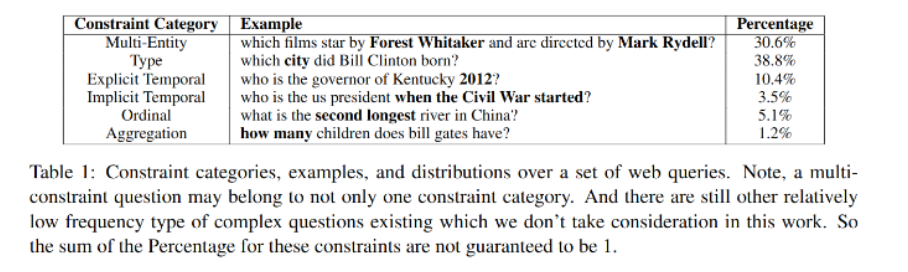 Constraint Category Example Percentage
Multi-Entity which films star by Forest Whitaker and are directed by Mark Rydell? 30.6%
Type which city did Bill Clinton born? 38.8%
Explicit Temporal who is the governor of Kentucky 2012? 10.4%
Implicit Temporal who is the us president when the Civil War started? 3.5%
Ordinal what is the second longest river in China? 5.1%
Aggregation how many children does bill gates have? 1.2%
Table 1: Constraint categories, examples, and distributions over a set of web queries. Note, a multi-
constraint question may belong to not only one constraint category. And there are still other relatively
low frequency type of complex questions existing which we don't take consideration in this work. So
the sum of the Percentage for these constraints are not guaranteed to be 1.